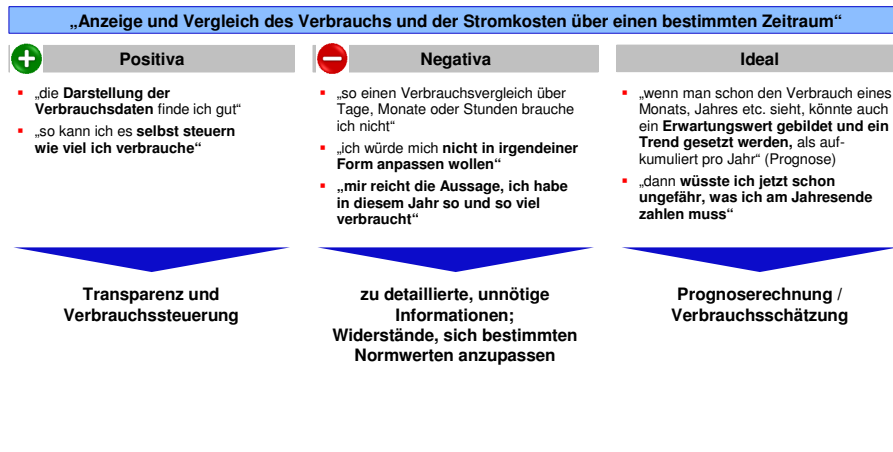 „Anzeige und Vergleich des Verbrauchs und der Stromkosten über einen bestimmten Zeitraum“
Positiva
„die Darstellung der
Verbrauchsdaten finde ich gut“
„so kann ich es selbst steuern
wie viel ich verbrauche“
Transparenz und
Verbrauchssteuerung
Negativa
„so einen Verbrauchsvergleich über
Tage, Monate oder Stunden brauche
ich nicht“
„ich würde mich nicht in irgendeiner
Form anpassen wollen“
„mir reicht die Aussage, ich habe
in diesem Jahr so und so viel
verbraucht“
zu detaillierte, unnötige
Informationen;
Widerstände, sich bestimmten
Normwerten anzupassen
Ideal
„wenn man schon den Verbrauch eines
Monats, Jahres etc. sieht, könnte auch
ein Erwartungswert gebildet und ein
Trend gesetzt werden, als auf-
kumuliert pro Jahr“ (Prognose)
„dann wüsste ich jetzt schon
ungefähr, was ich am Jahresende
zahlen muss“
Prognoserechnung /
Verbrauchsschätzung